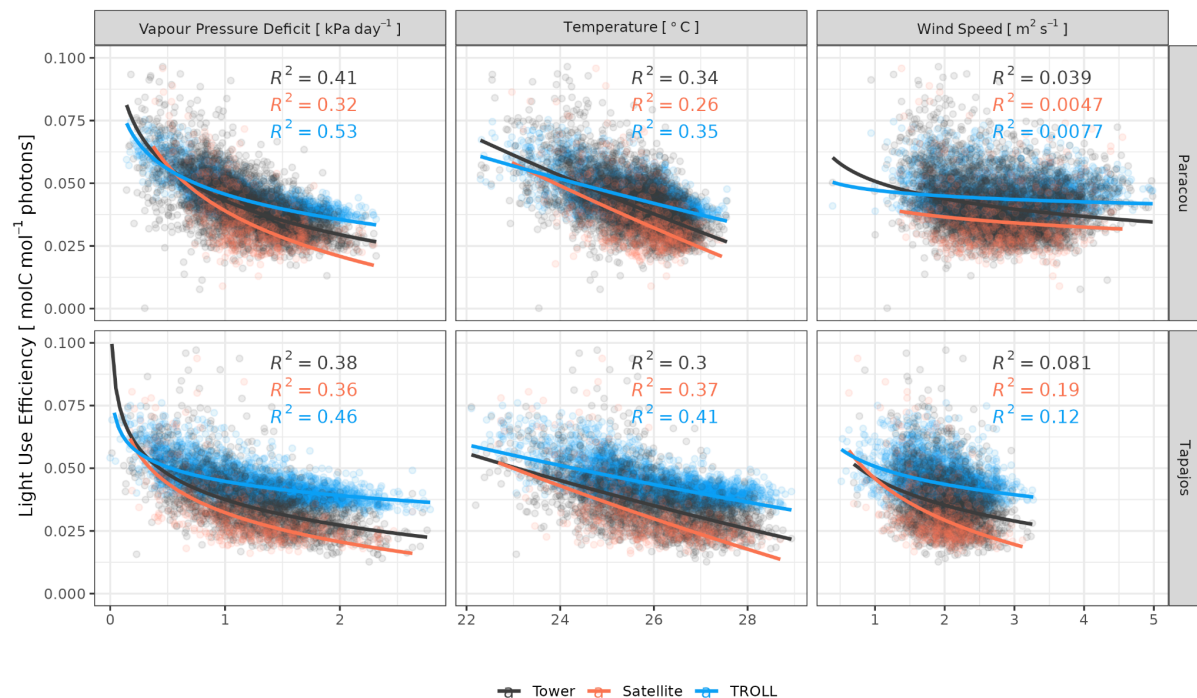 Vapour Pressure Deficit [ kPa day⁻¹ ]
Temperature [ ° C ]
Wind Speed [ m² s⁻¹ ]
Light Use Efficiency [ molC mol⁻¹ photons]
0.100
0.075
0.050
0.025
0.000
R² = 0.41
R² = 0.32
R² = 0.53
R² = 0.34
R² = 0.26
R² = 0.35
R² = 0.039
R² = 0.0047
R² = 0.0077
Paracou
0.100
0.075
0.050
0.025
0.000
R² = 0.38
R² = 0.36
R² = 0.46
R² = 0.3
R² = 0.37
R² = 0.41
R² = 0.081
R² = 0.19
R² = 0.12
Tapajos
0 1 2
22 24 26 28
1 2 3 4 5
a Tower a Satellite a TROLL